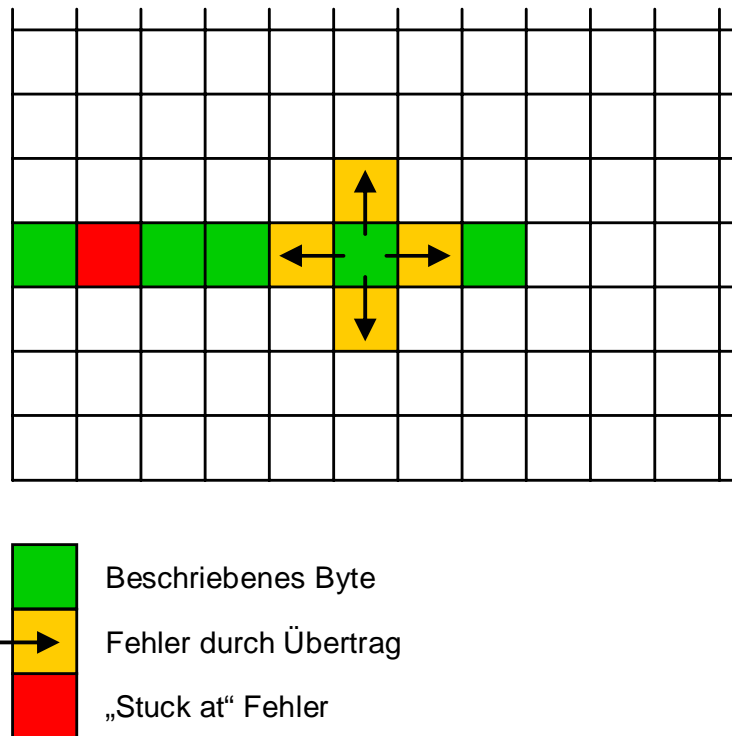 Beschriebenes Byte
Fehler durch Übertrag
„Stuck at“ Fehler